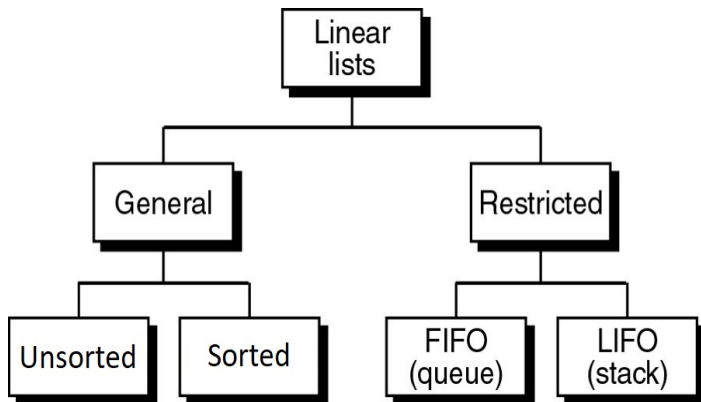 Linear
lists
General
Restricted
Unsorted
Sorted
FIFO
(queue)
LIFO
(stack)